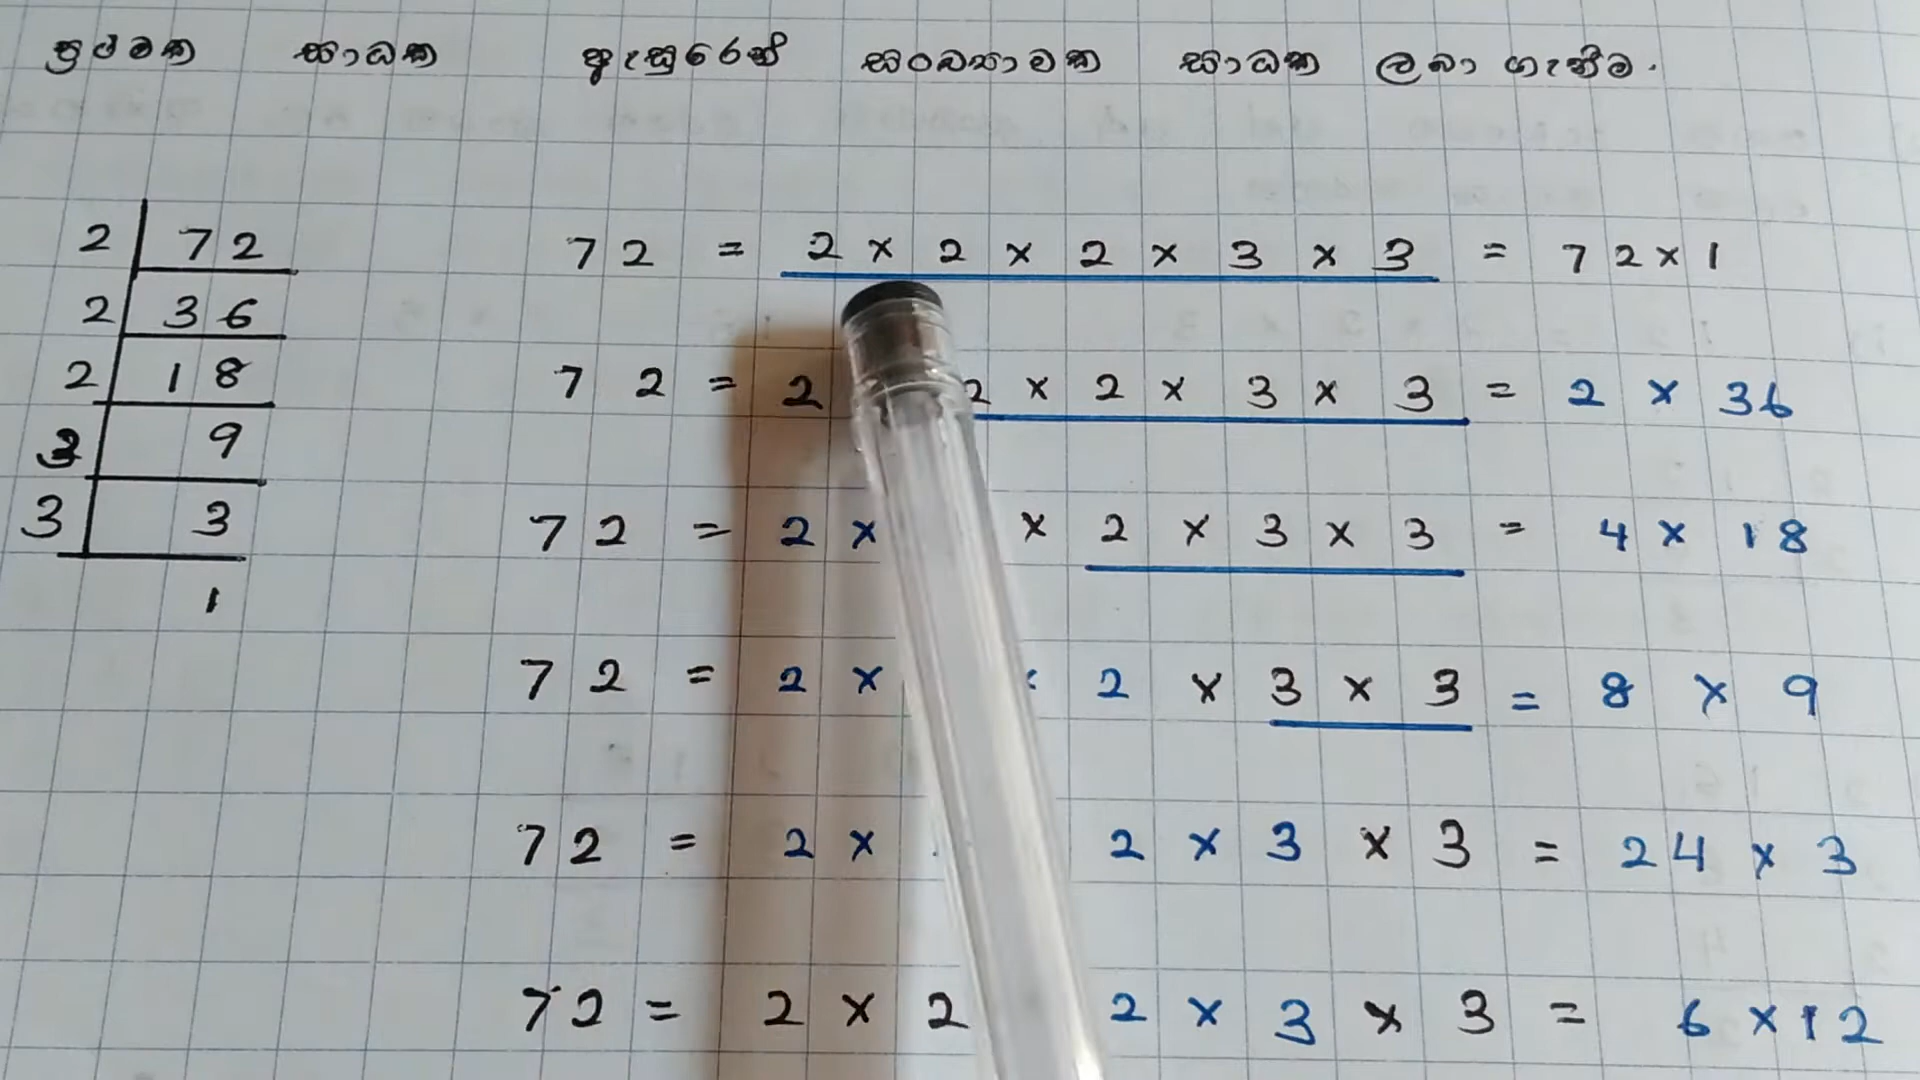 ප්‍රථමක සාධක ඇසුරෙන් සංඛ්‍යාමක සාධක ලබා ගැනීම.
2 72
2 36
2 18
3 9
3 3
1
72 = 2 × 2 × 2 × 3 × 3 = 72 × 1
72 = 2 2 × 2 × 3 × 3 = 2 × 36
72 = 2 × × 2 × 3 × 3 = 4 × 18
72 = 2 × 2 × 3 × 3 = 8 × 9
72 = 2 × 2 × 3 × 3 = 24 × 3
72 = 2 × 2 2 × 3 × 3 = 6 × 12